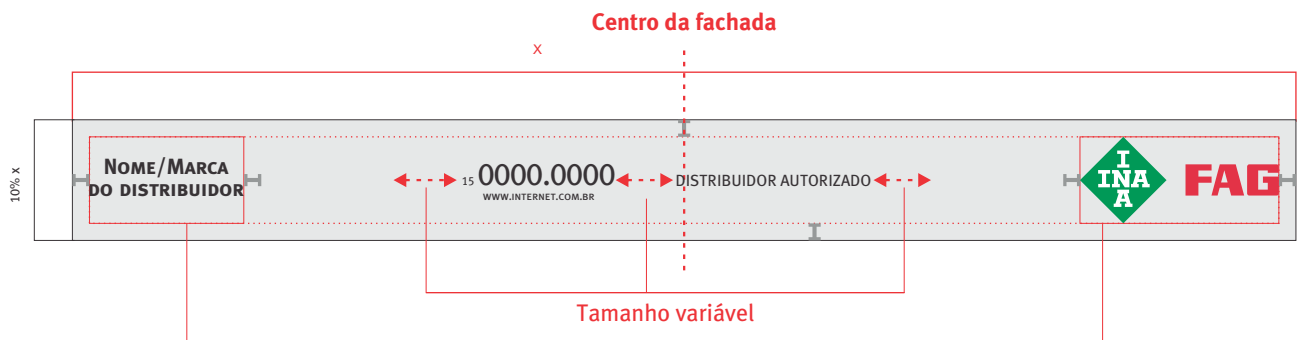 Centro da fachada
x
10% x
NOME/MARCA
DO DISTRIBUIDOR
15 0000.0000
WWW.INTERNET.COM.BR
DISTRIBUIDOR AUTORIZADO
I
INA
A
FAG
Tamanho variável